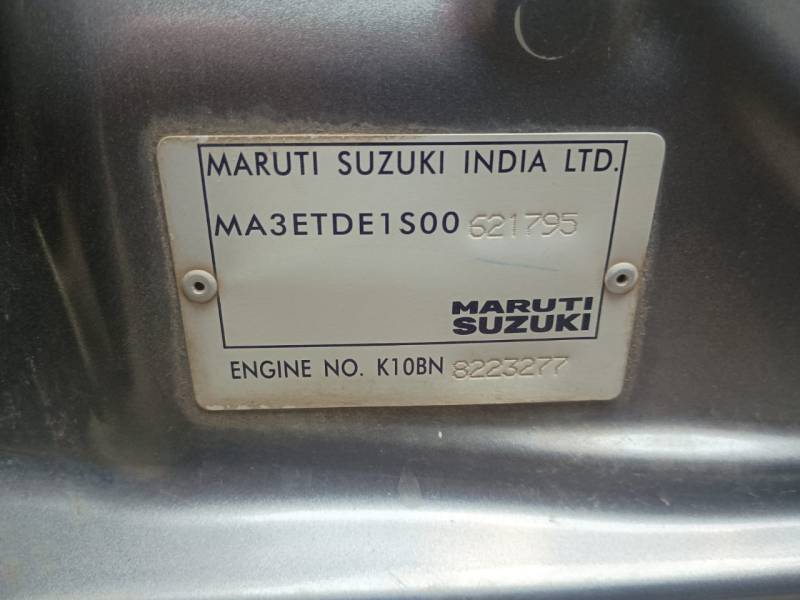 MARUTI SUZUKI INDIA LTD.
MA3ETDE1S00 621795
MARUTI
SUZUKI
ENGINE NO. K10BN 8223277